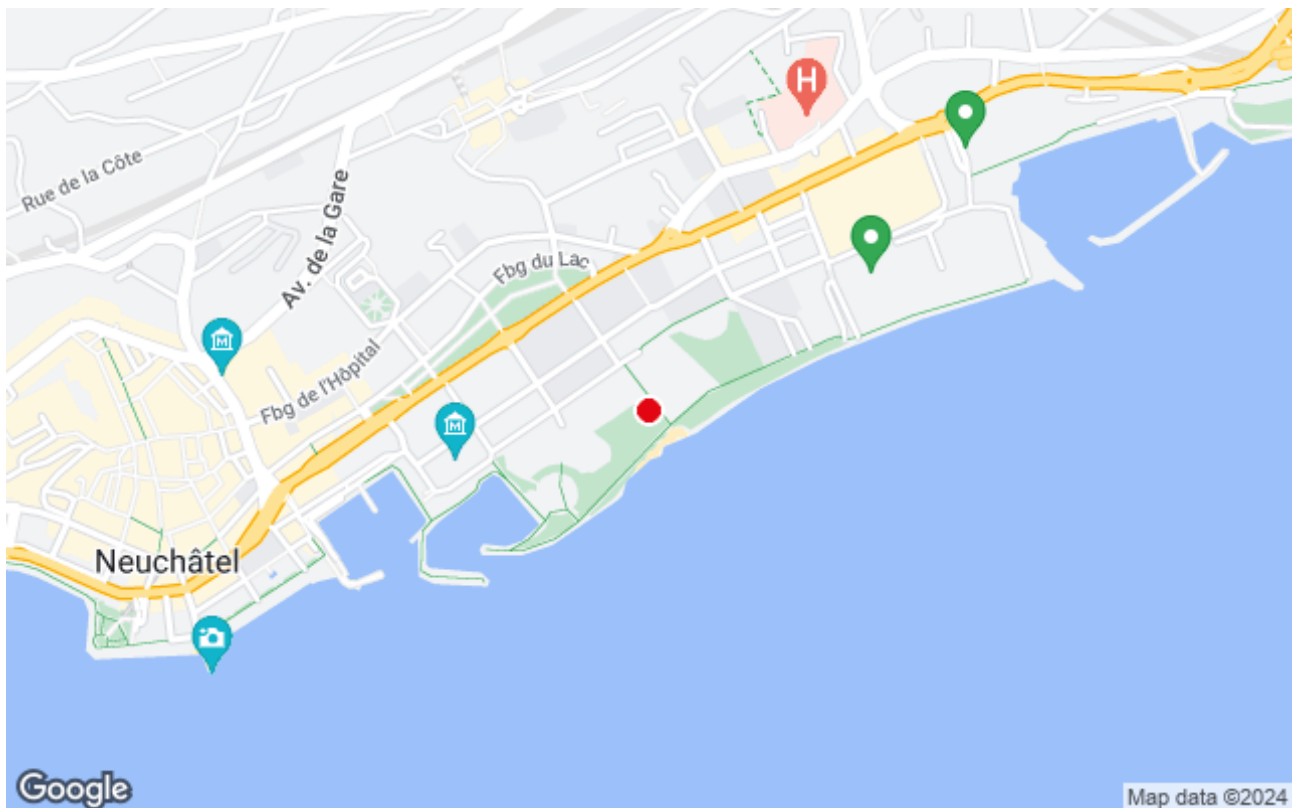 H
Rue de la Côte
Av. de la Gare
Fbg du Lac
M
Fbg de l'Hôpital
M
Neuchâtel
Google
Map data ©2024